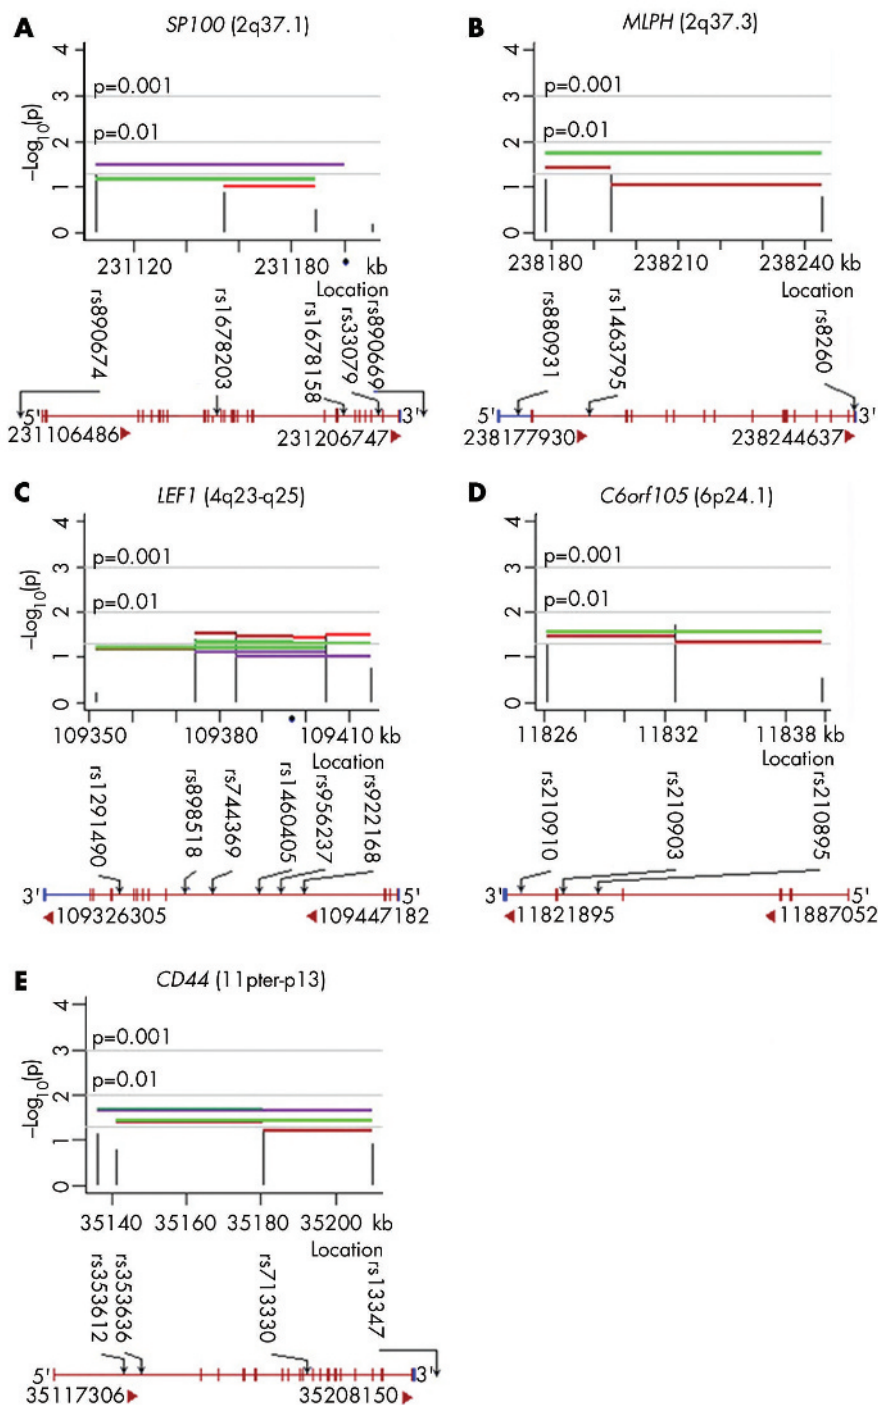 A
SP100 (2q37.1)
4
3
2
1
0
–Log10(p)
p=0.001
p=0.01
231120 231180 kb
Location
rs890674
rs1678203
rs1678158
rs33079
rs890669
5' 3'
231106486 231206747
B
MLPH (2q37.3)
4
3
2
1
0
p=0.001
p=0.01
238180 238210 238240 kb
Location
rs880931
rs1463795
rs8260
5' 3'
238177930 238244637
C
LEF1 (4q23-q25)
4
3
2
1
0
–Log10(p)
p=0.001
p=0.01
109350 109380 109410 kb
Location
rs1291490
rs898518
rs744369
rs1460405
rs956237
rs922168
3' 5'
109326305 109447182
D
C6orf105 (6p24.1)
4
3
2
1
0
p=0.001
p=0.01
11826 11832 11838 kb
Location
rs210910
rs210903
rs210895
3' 5'
11821895 11887052
E
CD44 (11pter-p13)
4
3
2
1
0
–Log10(p)
p=0.001
p=0.01
35140 35160 35180 35200 kb
Location
rs353612
rs353636
rs713330
rs13347
5' 3'
35117306 35208150